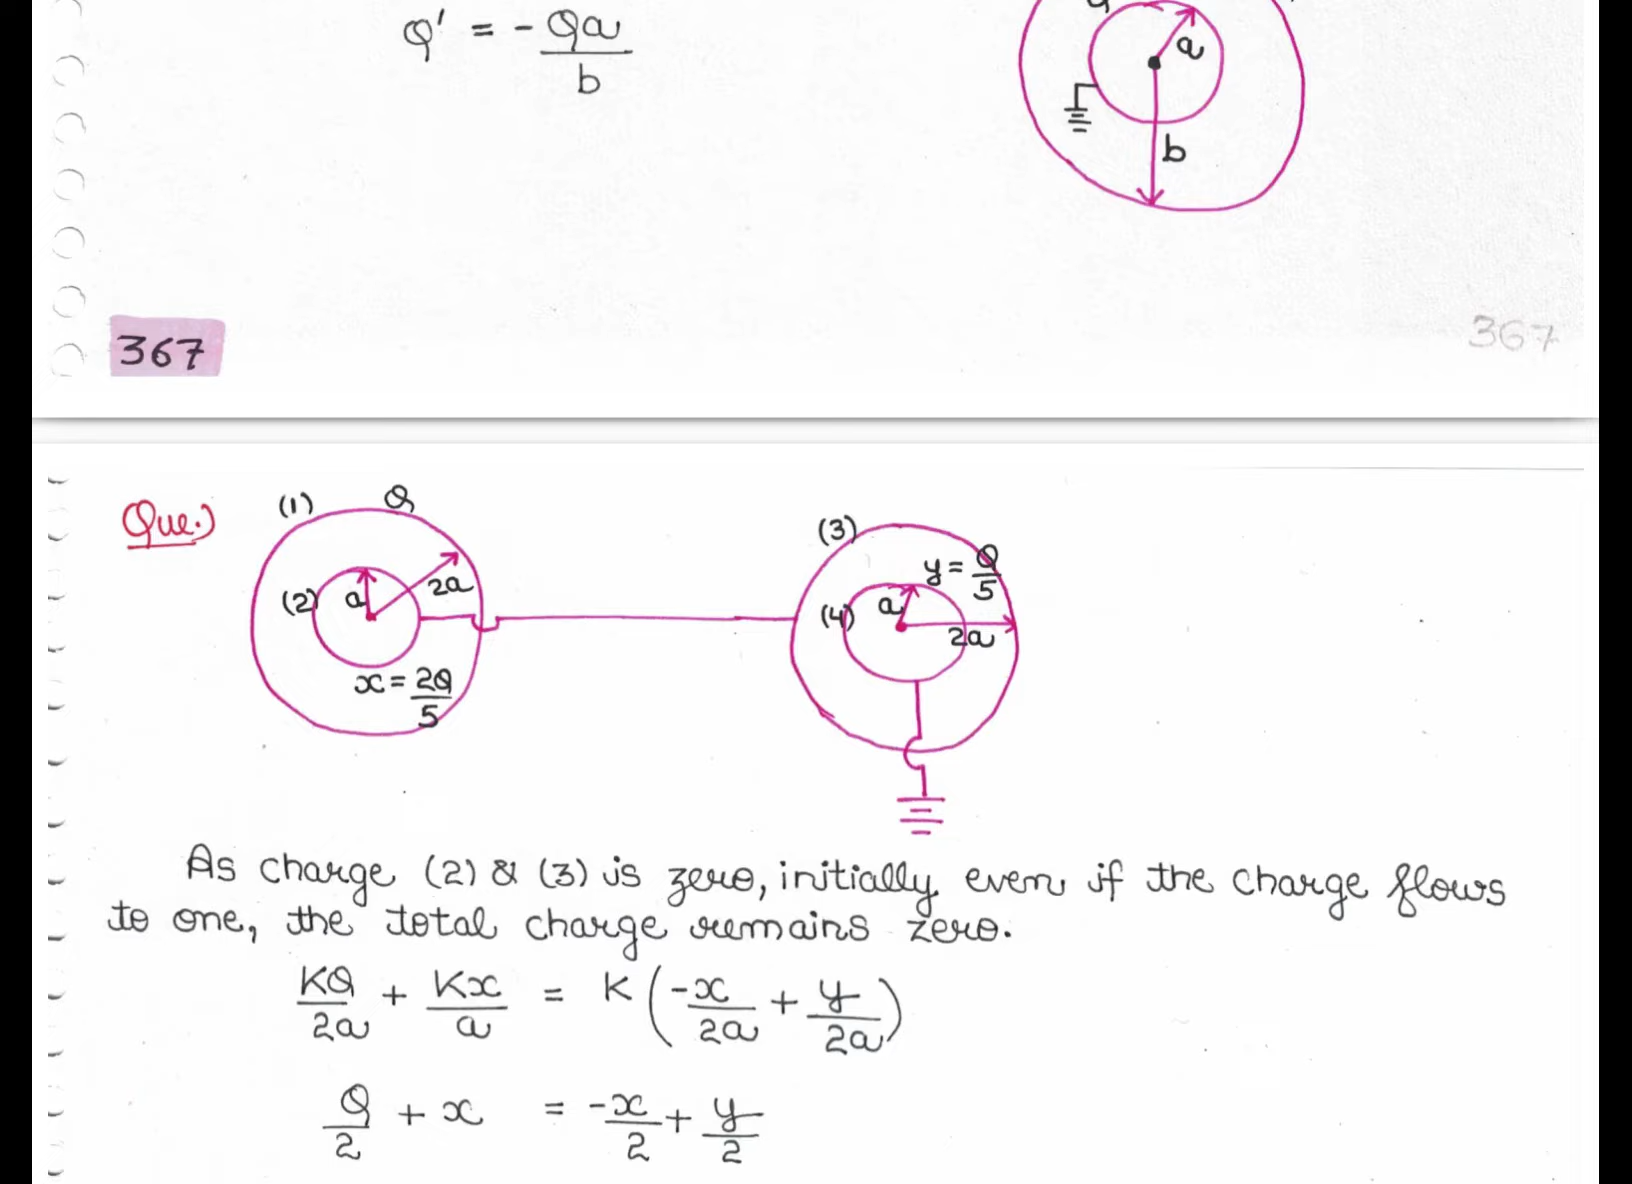 Q' = - Qa/b
a
b
367
367
Que.)
(1) Q
(2) a 2a
x = 2Q/5
(3)
y = Q/5
(4) a 2a
As charge (2) & (3) is zero, initially even if the charge flows
to one, the total charge remains zero.
KQ/2a + Kx/a = K(-x/2a + y/2a)
Q/2 + x = -x/2 + y/2